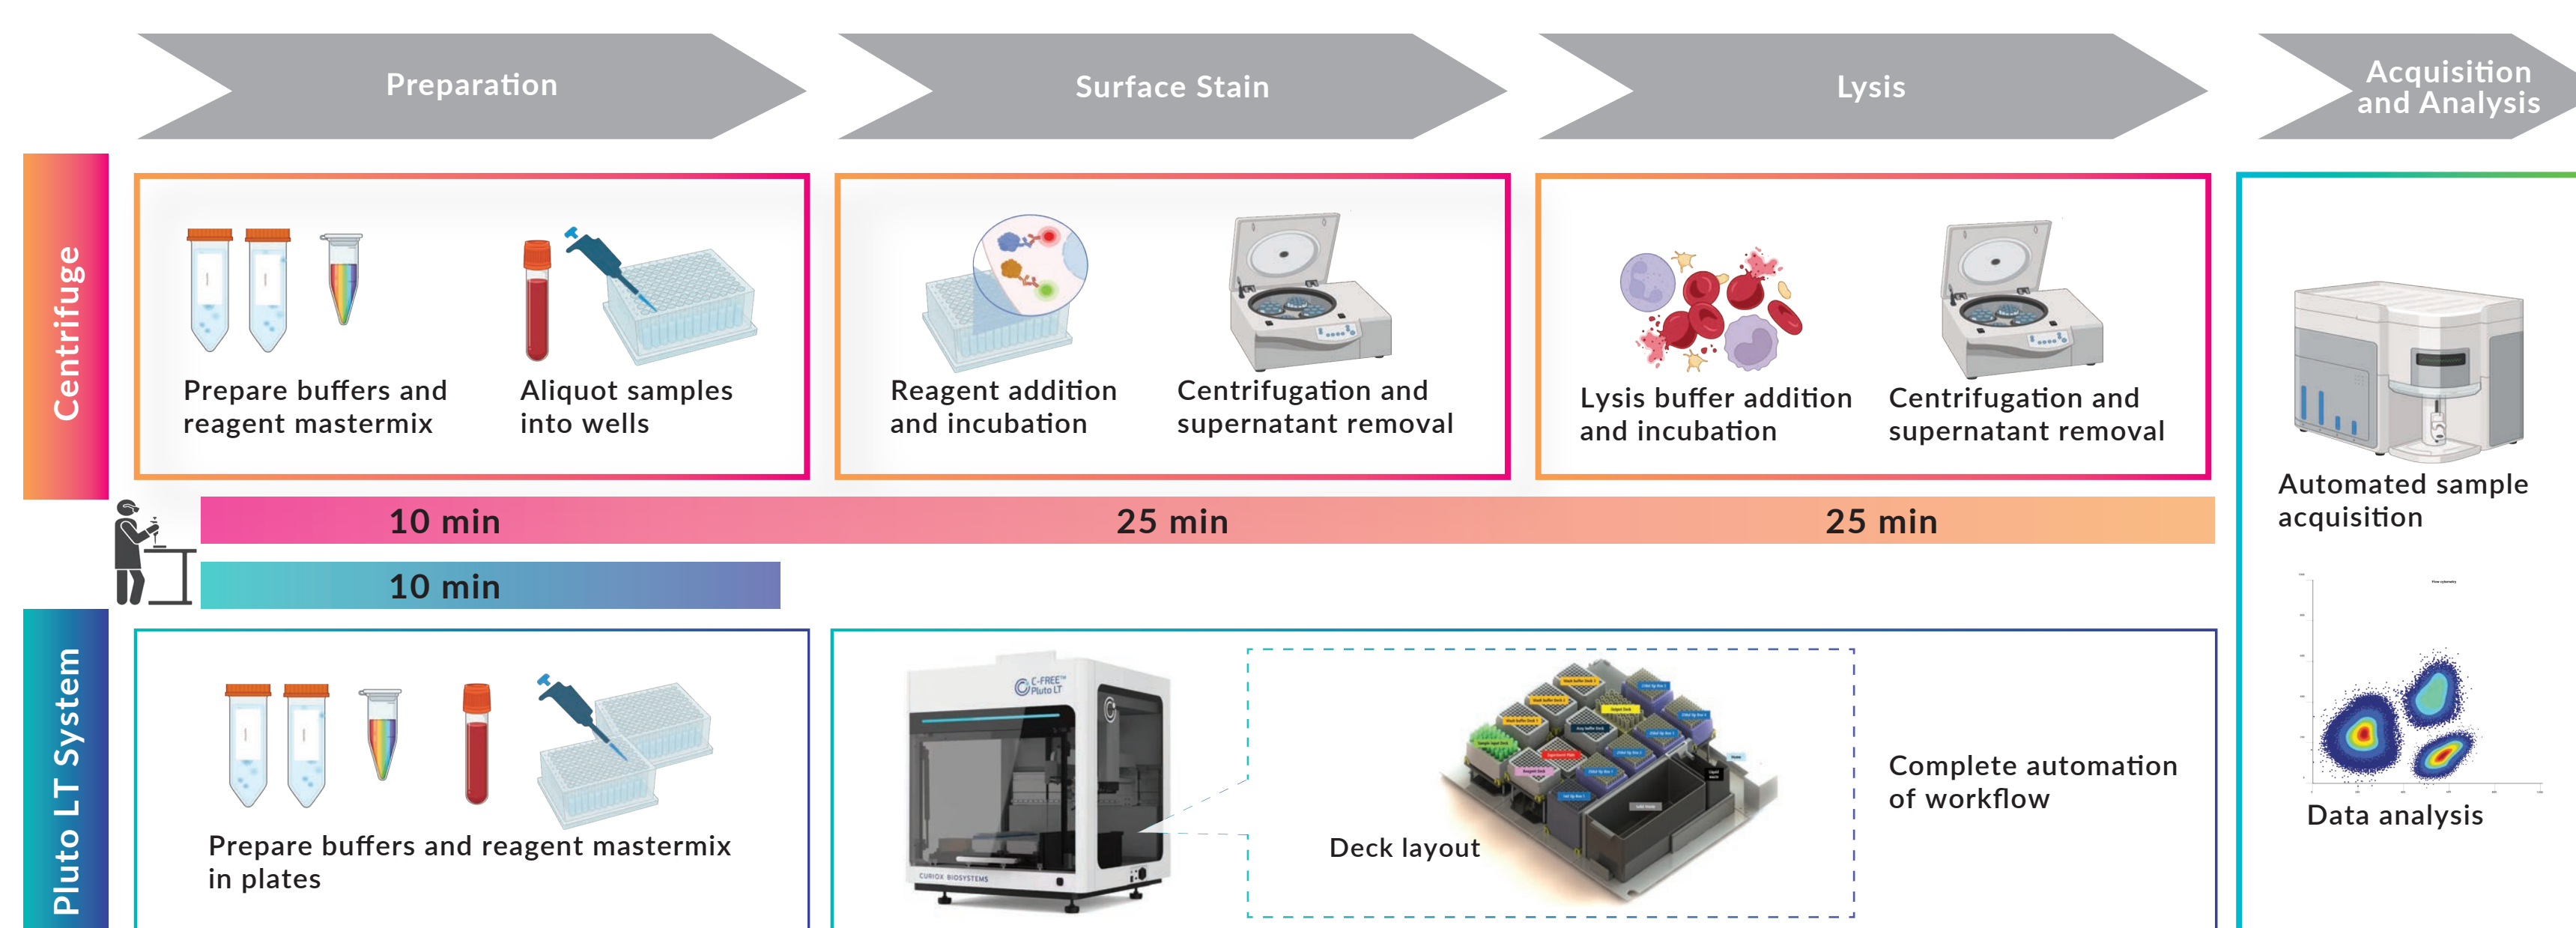 Preparation
Surface Stain
Lysis
Acquisition
and Analysis
Centrifuge
Prepare buffers and
reagent mastermix
Aliquot samples
into wells
Reagent addition
and incubation
Centrifugation and
supernatant removal
Lysis buffer addition
and incubation
Centrifugation and
supernatant removal
Automated sample
acquisition
10 min
25 min
25 min
10 min
Pluto LT System
Prepare buffers and reagent mastermix
in plates
C-FREE™
Pluto LT
CURIOX BIOSYSTEMS
Deck layout
Complete automation
of workflow
Data analysis